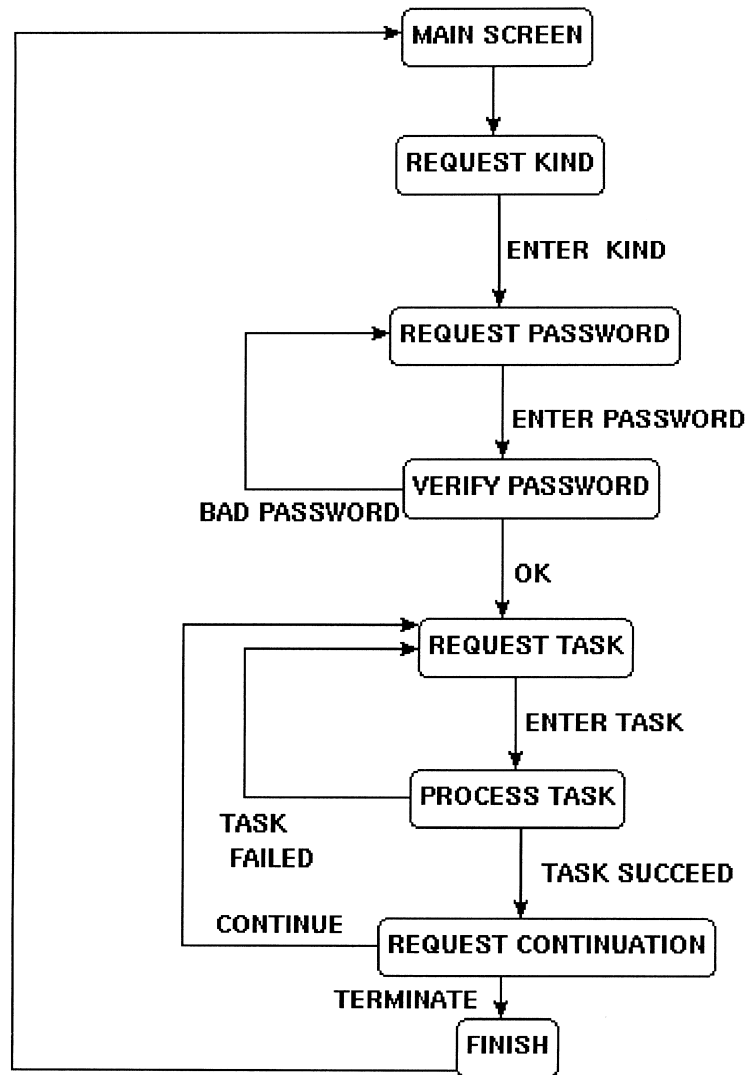 MAIN SCREEN
REQUEST KIND
ENTER KIND
REQUEST PASSWORD
ENTER PASSWORD
VERIFY PASSWORD
BAD PASSWORD
OK
REQUEST TASK
ENTER TASK
PROCESS TASK
TASK
FAILED
TASK SUCCEED
CONTINUE
REQUEST CONTINUATION
TERMINATE
FINISH